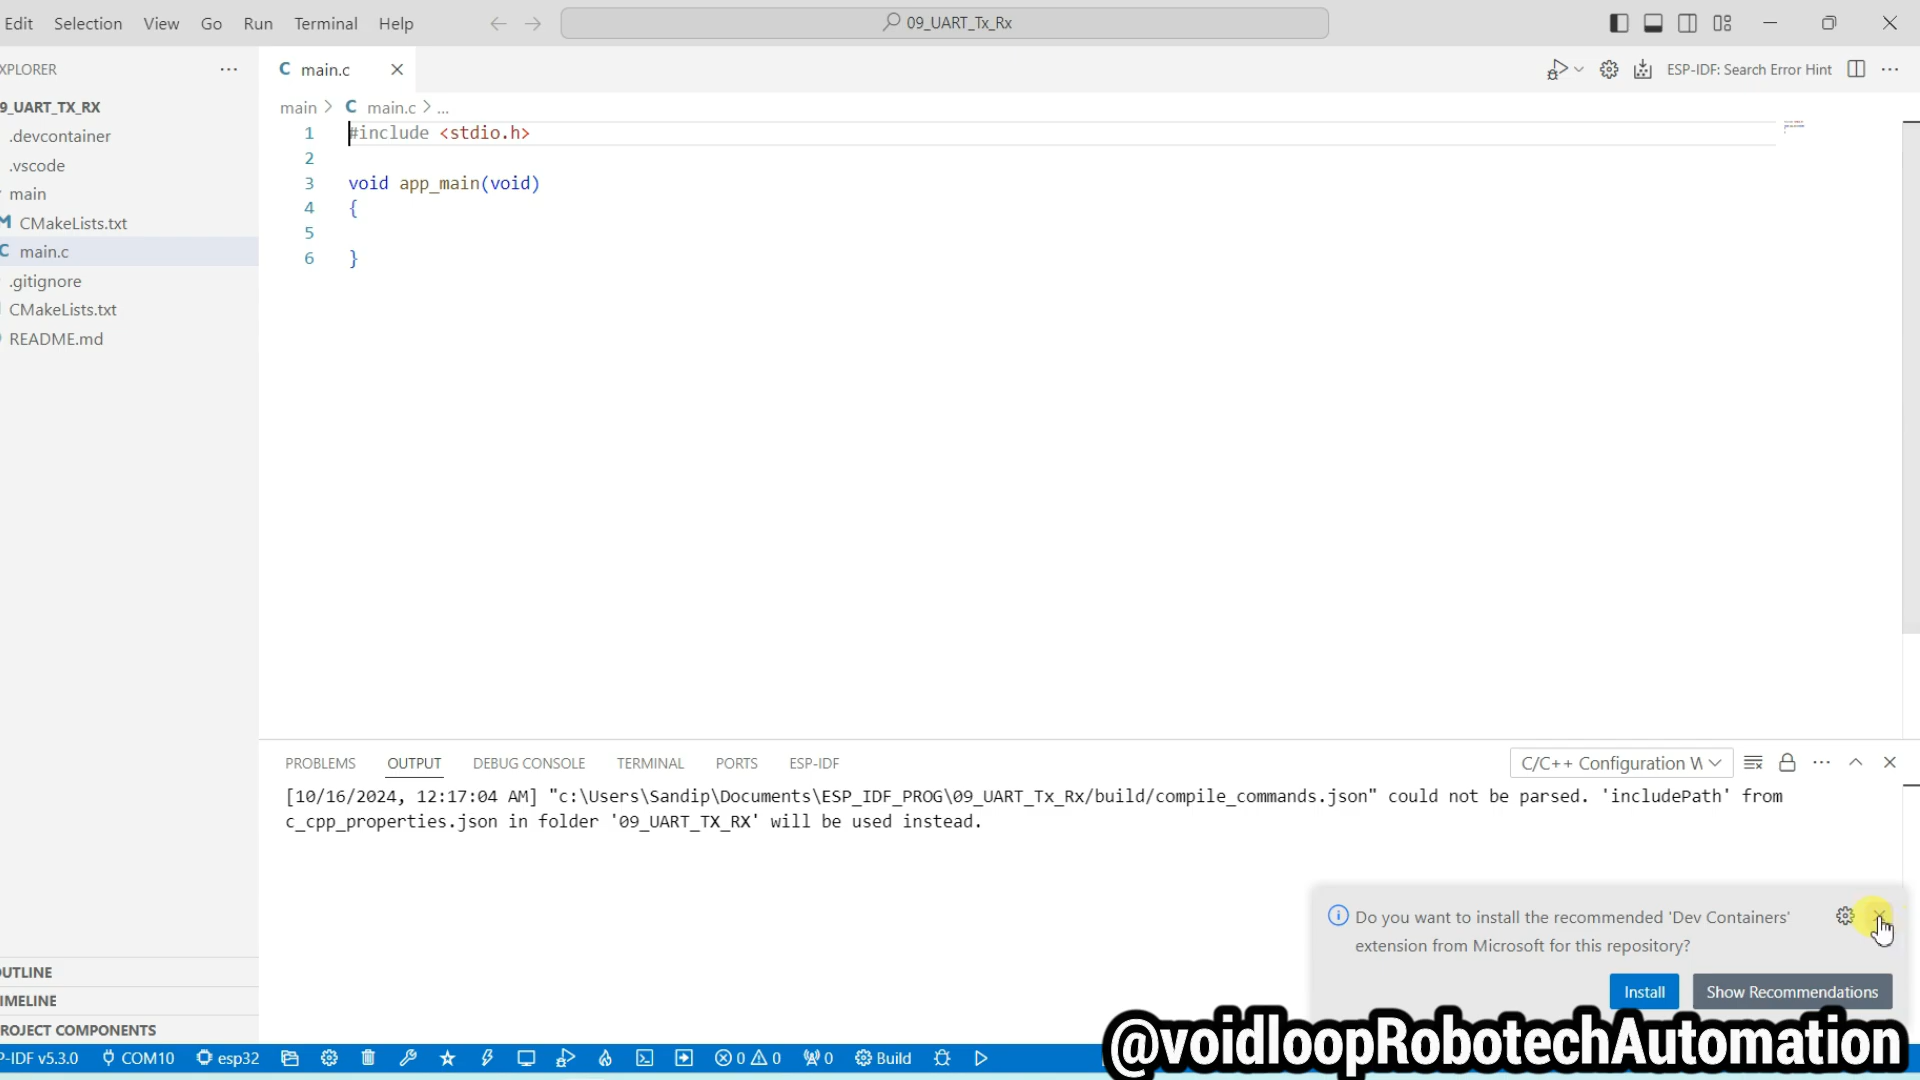 Edit Selection View Go Run Terminal Help 09_UART_Tx_Rx
XPLORER
main.c
ESP-IDF: Search Error Hint
9_UART_TX_RX
.devcontainer
.vscode
main
CMakeLists.txt
main.c
.gitignore
CMakeLists.txt
README.md
main > C main.c > ...
1 #include <stdio.h>
2
3 void app_main(void)
4 {
5
6 }
PROBLEMS OUTPUT DEBUG CONSOLE TERMINAL PORTS ESP-IDF
C/C++ Configuration W
[10/16/2024, 12:17:04 AM] "c:\Users\Sandip\Documents\ESP_IDF_PROG\09_UART_Tx_Rx/build/compile_commands.json" could not be parsed. 'includePath' from
c_cpp_properties.json in folder '09_UART_TX_RX' will be used instead.
Do you want to install the recommended 'Dev Containers'
extension from Microsoft for this repository?
Install Show Recommendations
OUTLINE
IMELINE
ROJECT COMPONENTS
P-IDF v5.3.0 COM10 esp32 0 0 0 Build
@voidloopRobotechAutomation